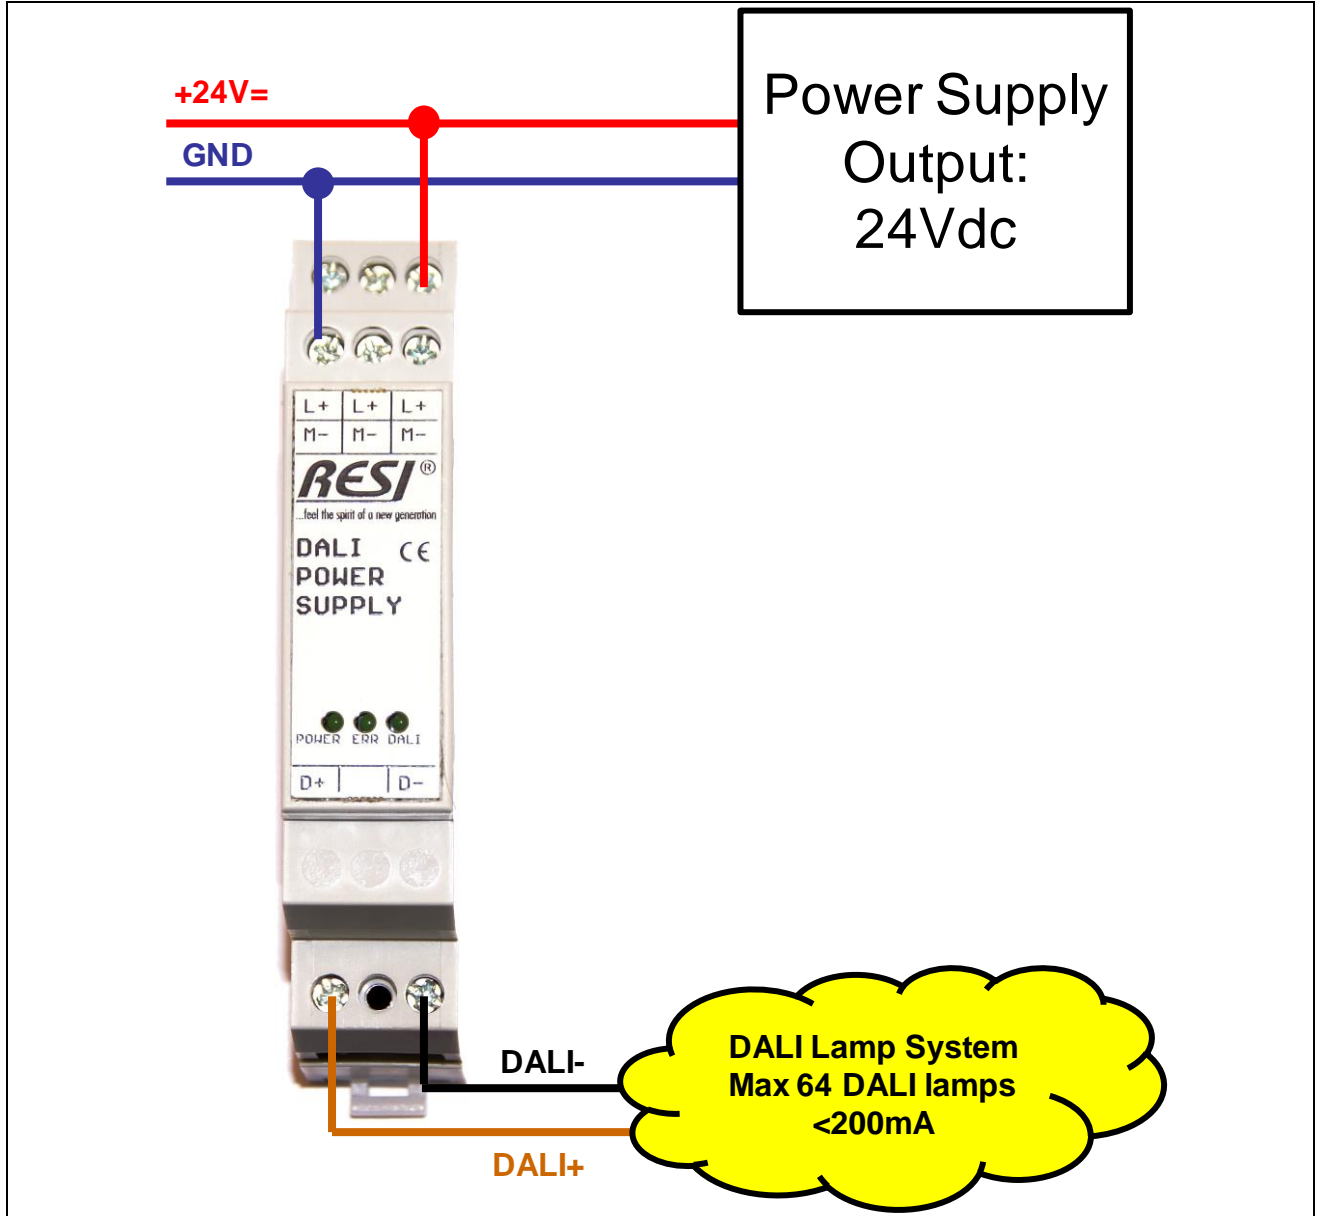 +24V=
GND
Power Supply
Output:
24Vdc
L+ L+ L+
M- M- M-
RESI®
...feel the spirit of a new generation
DALI CE
POWER
SUPPLY
POWER ERR DALI
D+ D-
DALI-
DALI+
DALI Lamp System
Max 64 DALI lamps
<200mA